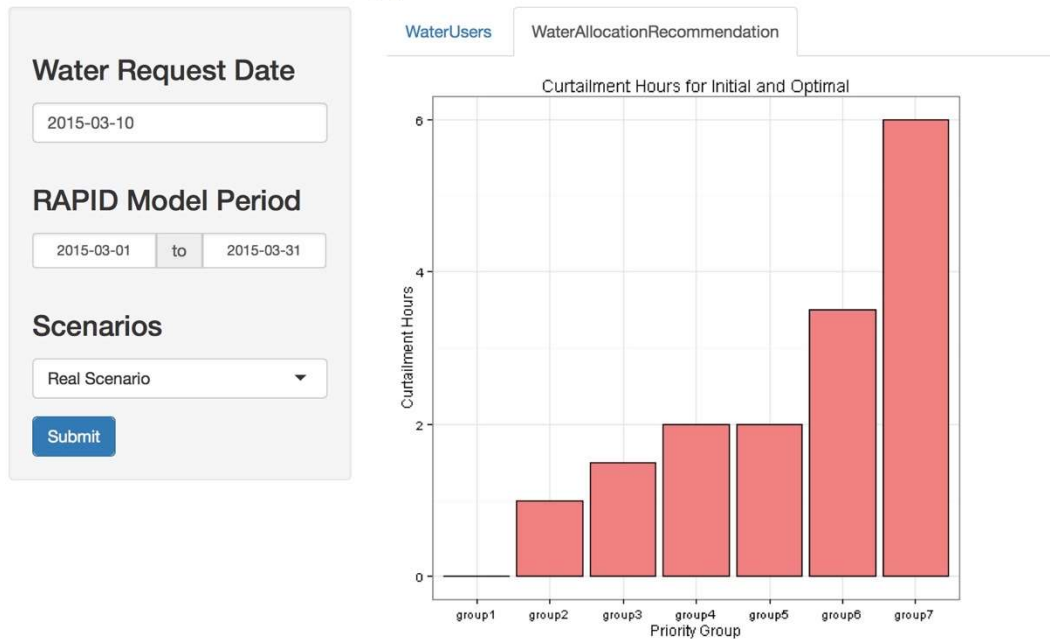 Water Request Date
2015-03-10
RAPID Model Period
2015-03-01 to 2015-03-31
Scenarios
Real Scenario
Submit
WaterUsers WaterAllocationRecommendation
Curtailment Hours for Initial and Optimal
Curtailment Hours
6
4
2
0
group1 group2 group3 group4 group5 group6 group7
Priority Group